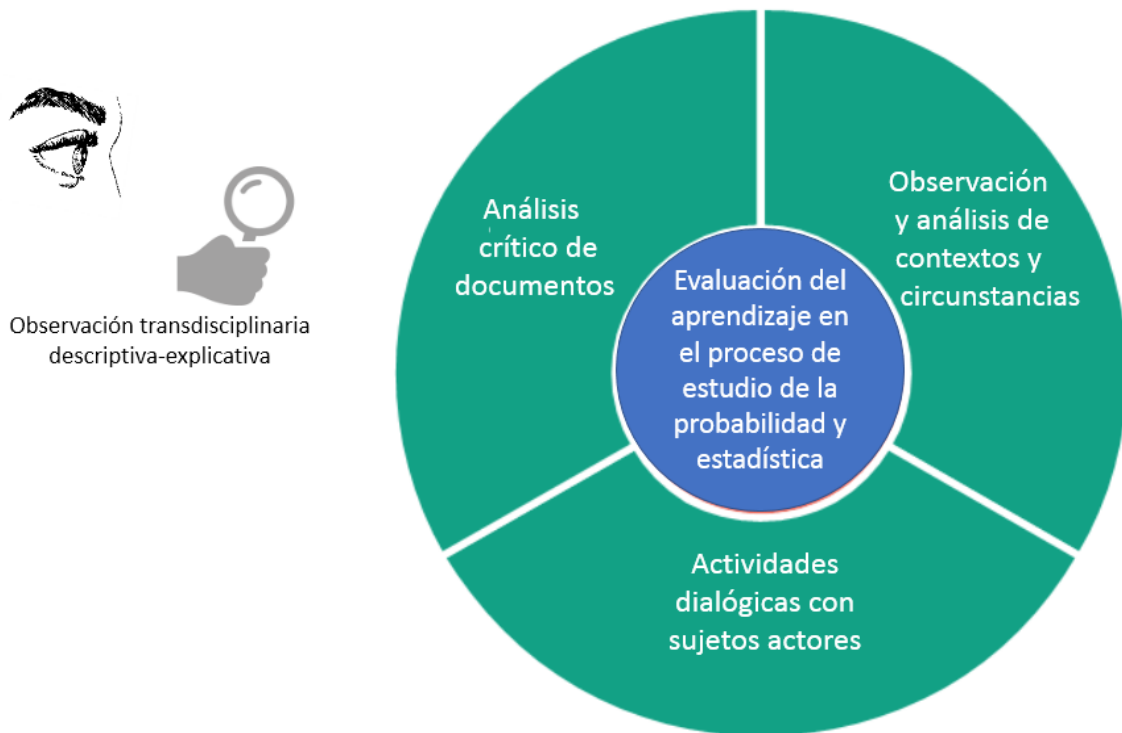 Observación transdisciplinaria
descriptiva-explicativa
Análisis
crítico de
documentos
Observación
y análisis de
contextos y
circunstancias
Evaluación del
aprendizaje en
el proceso de
estudio de la
probabilidad y
estadística
Actividades
dialógicas con
sujetos actores